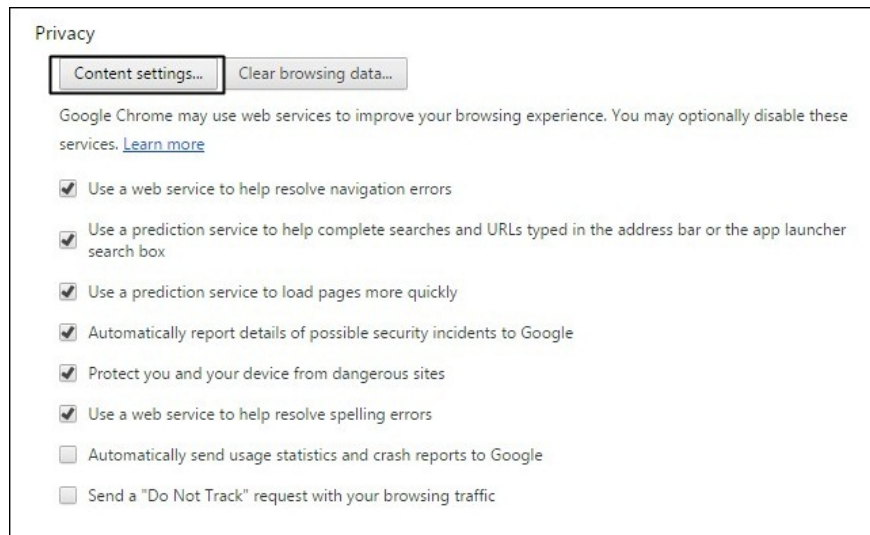 Privacy
Content settings... Clear browsing data...
Google Chrome may use web services to improve your browsing experience. You may optionally disable these
services. Learn more
Use a web service to help resolve navigation errors
Use a prediction service to help complete searches and URLs typed in the address bar or the app launcher
search box
Use a prediction service to load pages more quickly
Automatically report details of possible security incidents to Google
Protect you and your device from dangerous sites
Use a web service to help resolve spelling errors
Automatically send usage statistics and crash reports to Google
Send a "Do Not Track" request with your browsing traffic